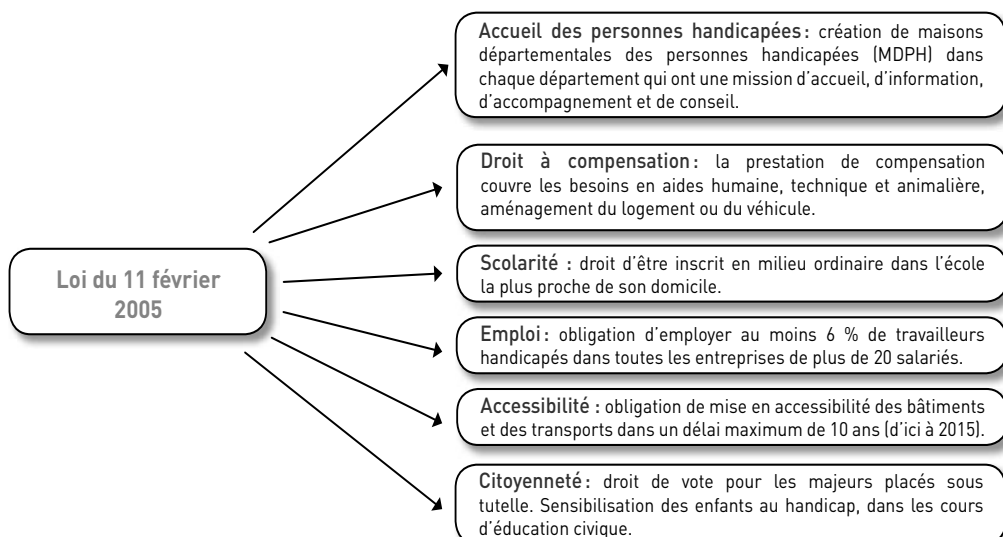 Accueil des personnes handicapées : création de maisons
départementales des personnes handicapées (MDPH) dans
chaque département qui ont une mission d'accueil, d'information,
d'accompagnement et de conseil.
Droit à compensation : la prestation de compensation
couvre les besoins en aides humaine, technique et animalière,
aménagement du logement ou du véhicule.
Loi du 11 février
2005
Scolarité : droit d'être inscrit en milieu ordinaire dans l'école
la plus proche de son domicile.
Emploi : obligation d'employer au moins 6 % de travailleurs
handicapés dans toutes les entreprises de plus de 20 salariés.
Accessibilité : obligation de mise en accessibilité des bâtiments
et des transports dans un délai maximum de 10 ans (d'ici à 2015).
Citoyenneté : droit de vote pour les majeurs placés sous
tutelle. Sensibilisation des enfants au handicap, dans les cours
d'éducation civique.